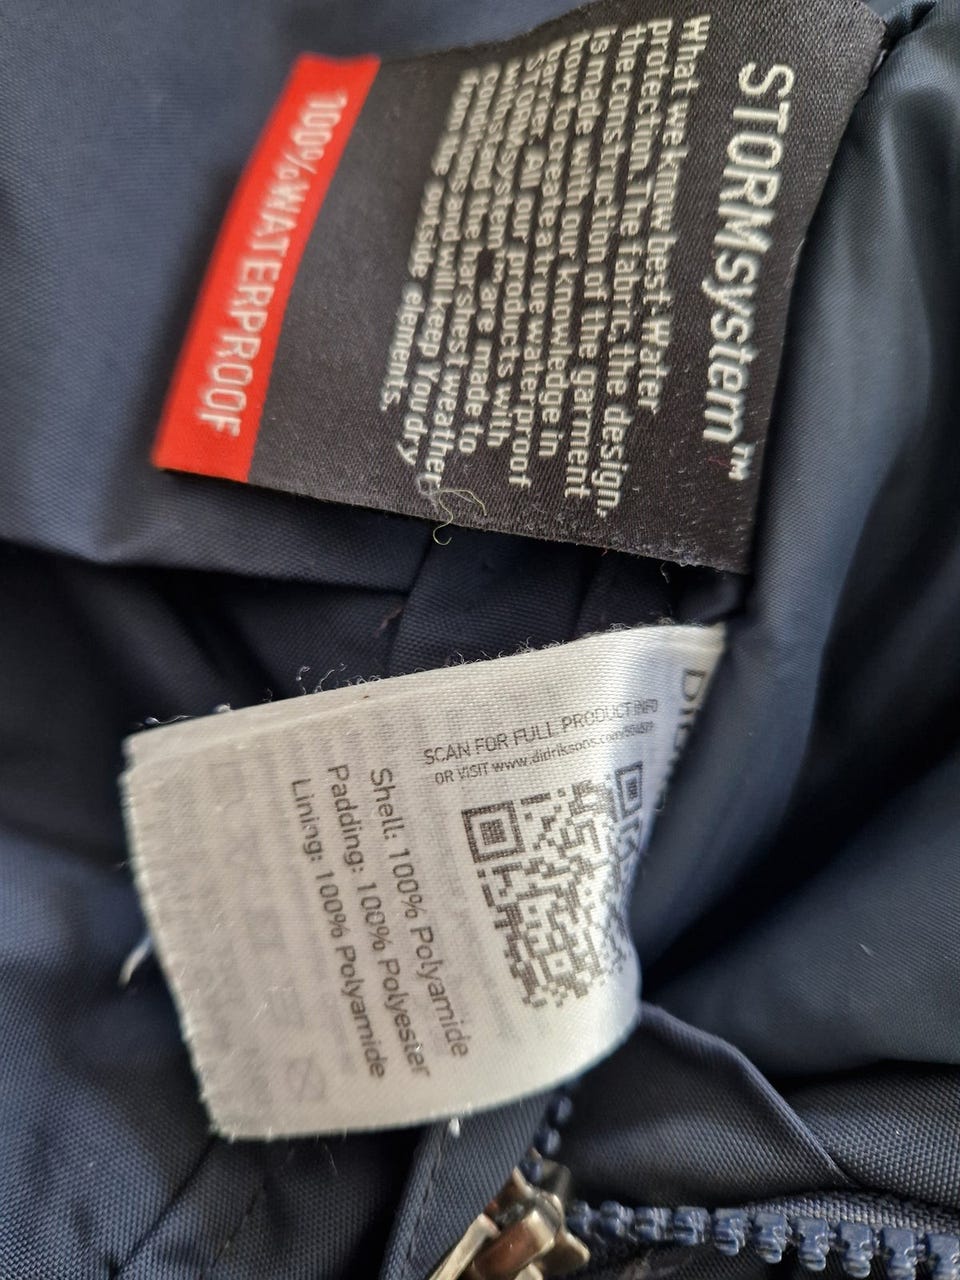 STORMsystem™
What we know best. Water
protection. The fabric, the design,
the construction of the garment
is made with our knowledge in
how to create a true waterproof
barrier. All our products with
STORMsystem™ are made to
withstand the harshest weather
conditions and will keep You dry
from the outside elements.
100% WATERPROOF
SCAN FOR FULL PRODUCT INFO
OR VISIT www.didriksons.com/
Shell: 100% Polyamide
Padding: 100% Polyester
Lining: 100% Polyamide